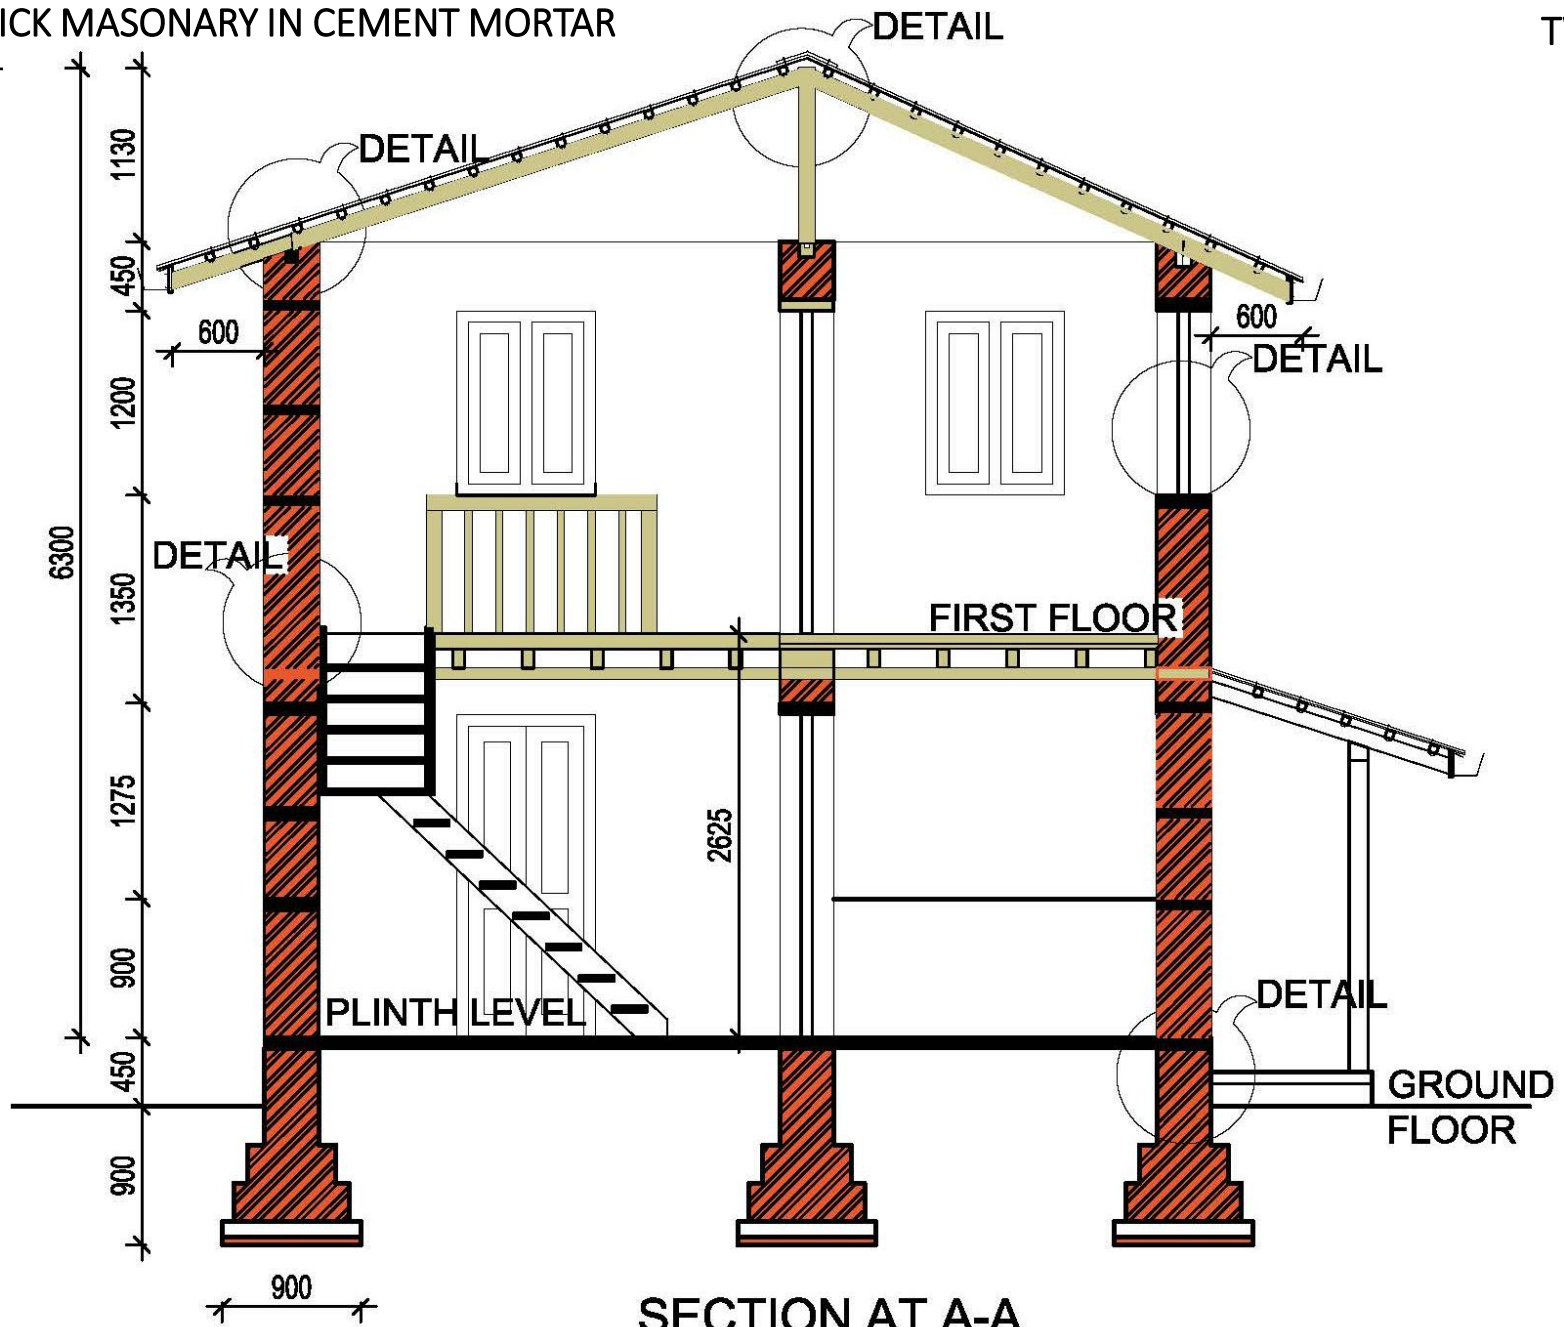 ICK MASONARY IN CEMENT MORTAR
DETAIL
DETAIL
1130
450
600
600
DETAIL
1200
6300
DETAIL
1350
FIRST FLOOR
1275
2625
900
DETAIL
PLINTH LEVEL
450
GROUND
FLOOR
900
900
SECTION AT A-A